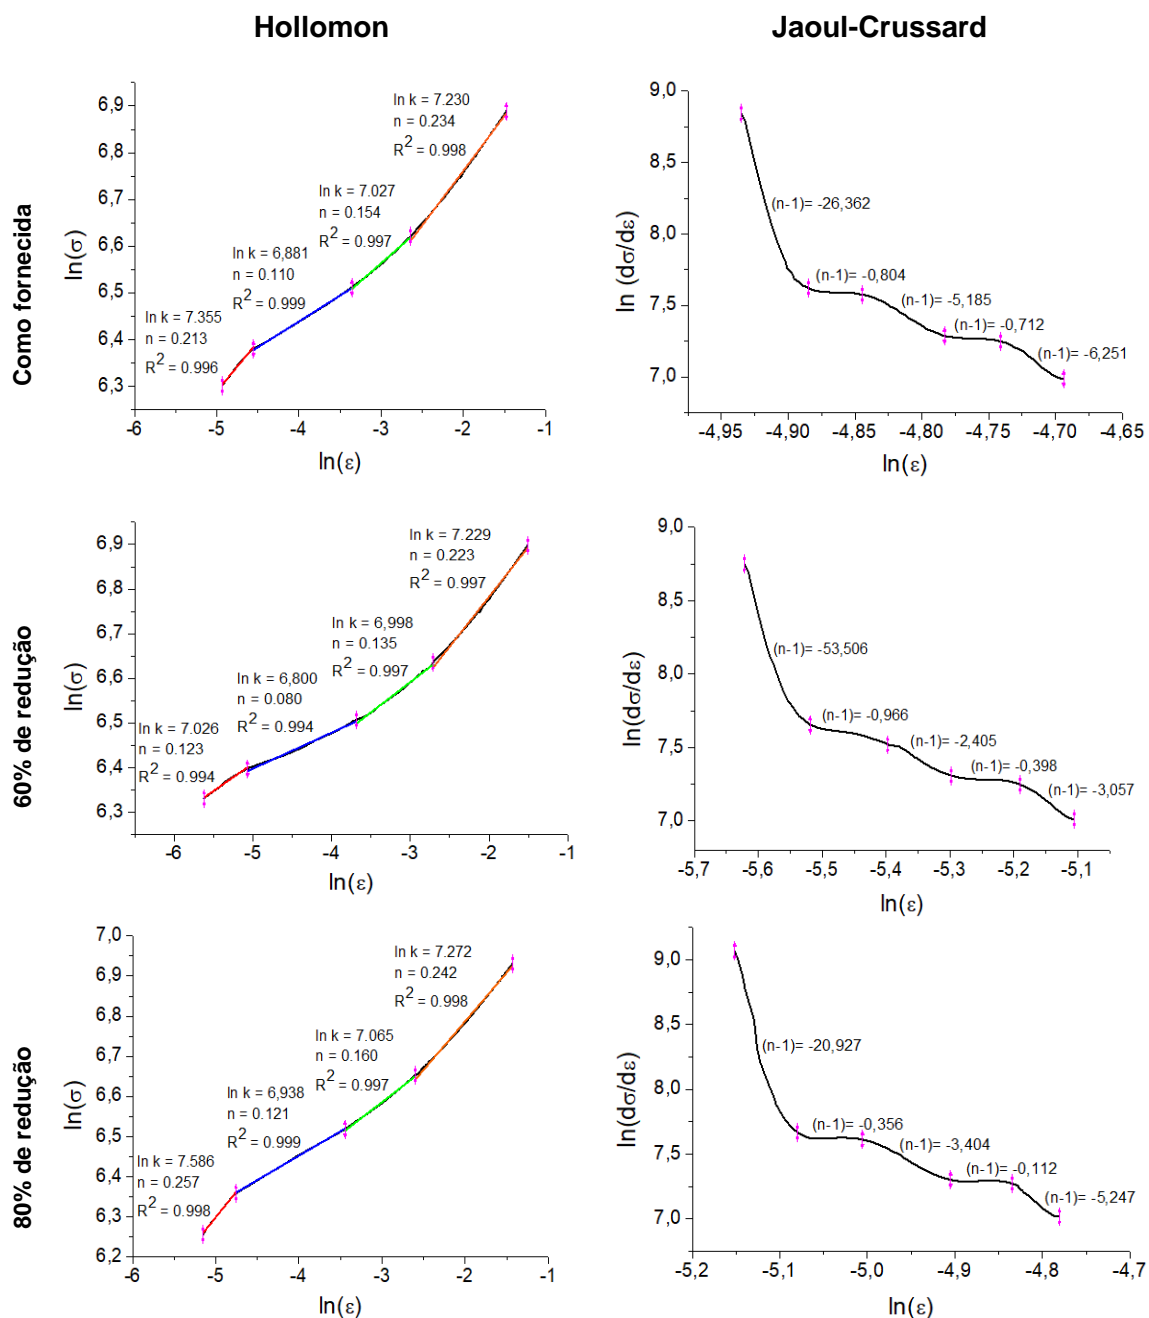 Hollomon
Jaoul-Crussard
Como fornecida
ln(σ)
6,9
6,8
6,7
6,6
6,5
6,4
6,3
ln k = 7.230
n = 0.234
R² = 0.998
ln k = 7.027
n = 0.154
R² = 0.997
ln k = 6,881
n = 0.110
R² = 0.999
ln k = 7.355
n = 0.213
R² = 0.996
-6 -5 -4 -3 -2 -1
ln(ε)
ln (dσ/dε)
9,0
8,5
8,0
7,5
7,0
(n-1)= -26,362
(n-1)= -0,804
(n-1)= -5,185
(n-1)= -0,712
(n-1)= -6,251
-4,95 -4,90 -4,85 -4,80 -4,75 -4,70 -4,65
ln(ε)
60% de redução
ln(σ)
6,9
6,8
6,7
6,6
6,5
6,4
6,3
ln k = 7.229
n = 0.223
R² = 0.997
ln k = 6,998
n = 0.135
R² = 0.997
ln k = 6,800
n = 0.080
R² = 0.994
ln k = 7.026
n = 0.123
R² = 0.994
-6 -5 -4 -3 -2 -1
ln(ε)
ln(dσ/dε)
9,0
8,5
8,0
7,5
7,0
(n-1)= -53,506
(n-1)= -0,966
(n-1)= -2,405
(n-1)= -0,398
(n-1)= -3,057
-5,7 -5,6 -5,5 -5,4 -5,3 -5,2 -5,1
ln(ε)
80% de redução
ln(σ)
7,0
6,9
6,8
6,7
6,6
6,5
6,4
6,3
6,2
ln k = 7.272
n = 0.242
R² = 0.998
ln k = 7.065
n = 0.160
R² = 0.997
ln k = 6,938
n = 0.121
R² = 0.999
ln k = 7.586
n = 0.257
R² = 0.998
-6 -5 -4 -3 -2 -1
ln(ε)
ln(dσ/dε)
9,0
8,5
8,0
7,5
7,0
(n-1)= -20,927
(n-1)= -0,356
(n-1)= -3,404
(n-1)= -0,112
(n-1)= -5,247
-5,2 -5,1 -5,0 -4,9 -4,8 -4,7
ln(ε)